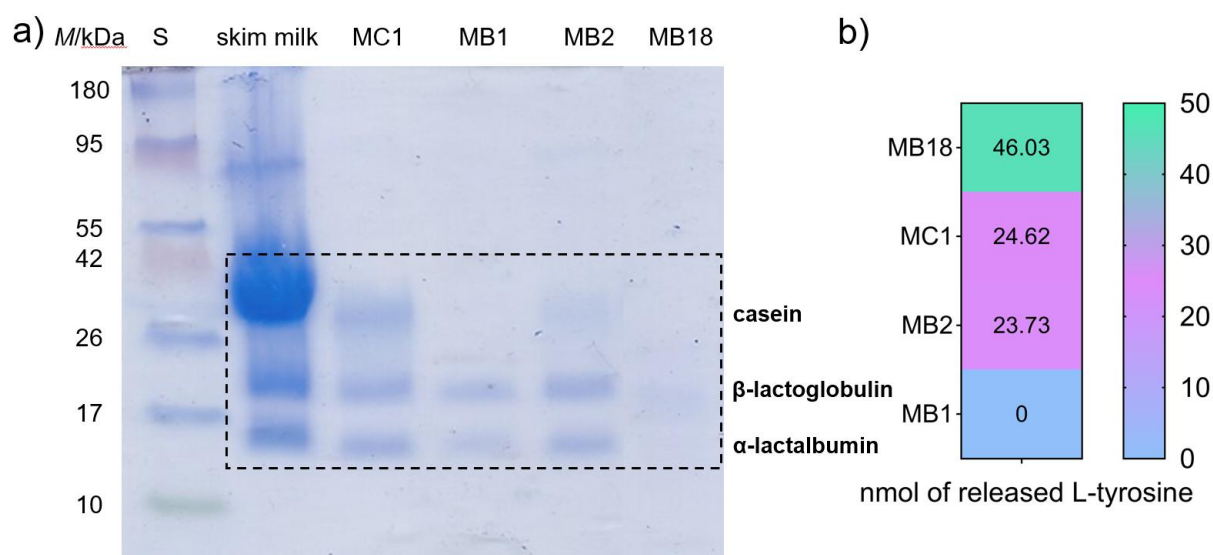 a) M/kDa S skim milk MC1 MB1 MB2 MB18
180
95
55
42
26
17
10
casein
β-lactoglobulin
α-lactalbumin
b)
MB18 46.03
MC1 24.62
MB2 23.73
MB1 0
50
40
30
20
10
0
nmol of released L-tyrosine